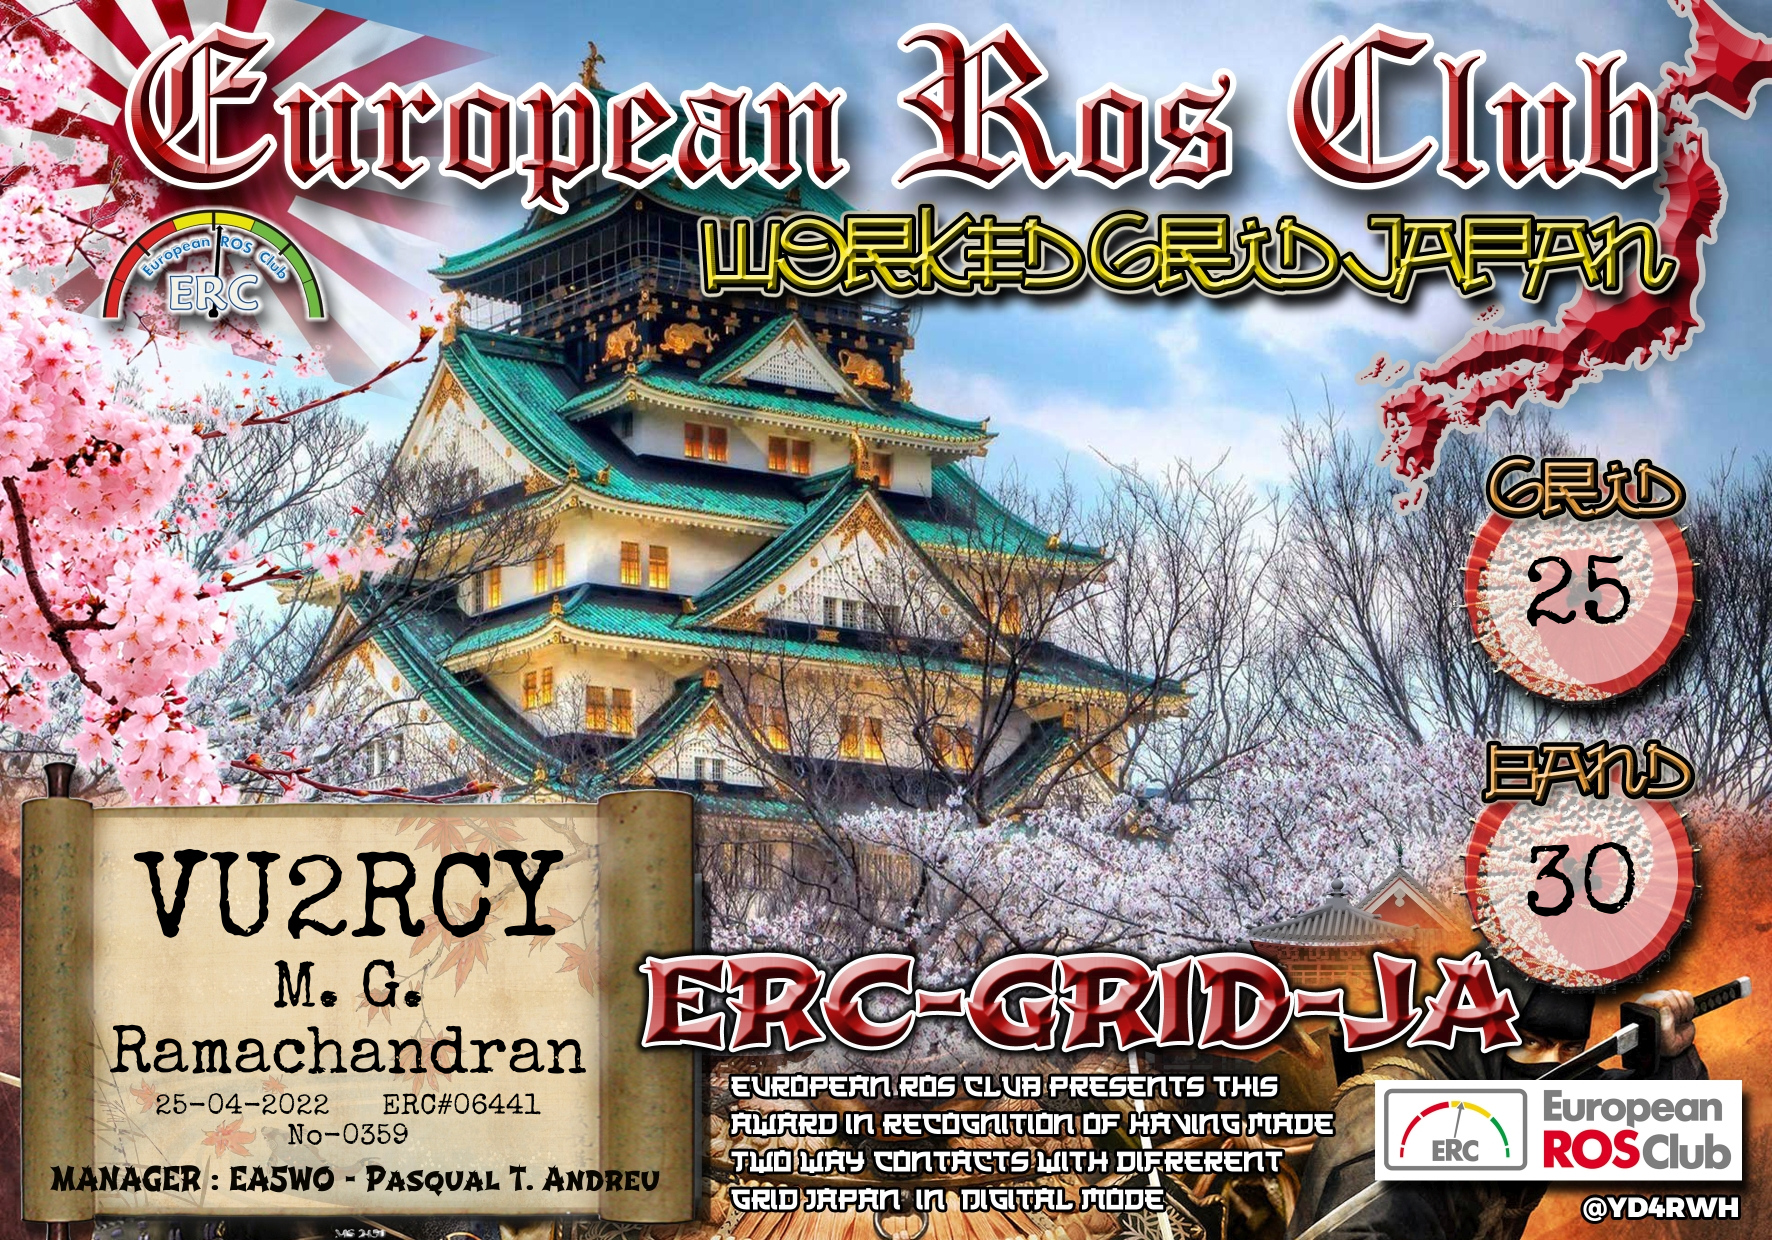 European Ros Club
WORKED GRID JAPAN
European ROS Club
ERC
GRID
25
BAND
30
VU2RCY
M. G.
Ramachandran
25-04-2022 ERC#06441
No-0359
MANAGER : EA5WO - PASQUAL T. ANDREU
ERC-GRID-JA
EUROPEAN ROS CLUB PRESENTS THIS
AWARD IN RECOGNITION OF HAVING MADE
TWO WAY CONTACTS WITH DIFRERENT
GRID JAPAN IN DIGITAL MODE
ERC
European
ROSClub
@YD4RWH